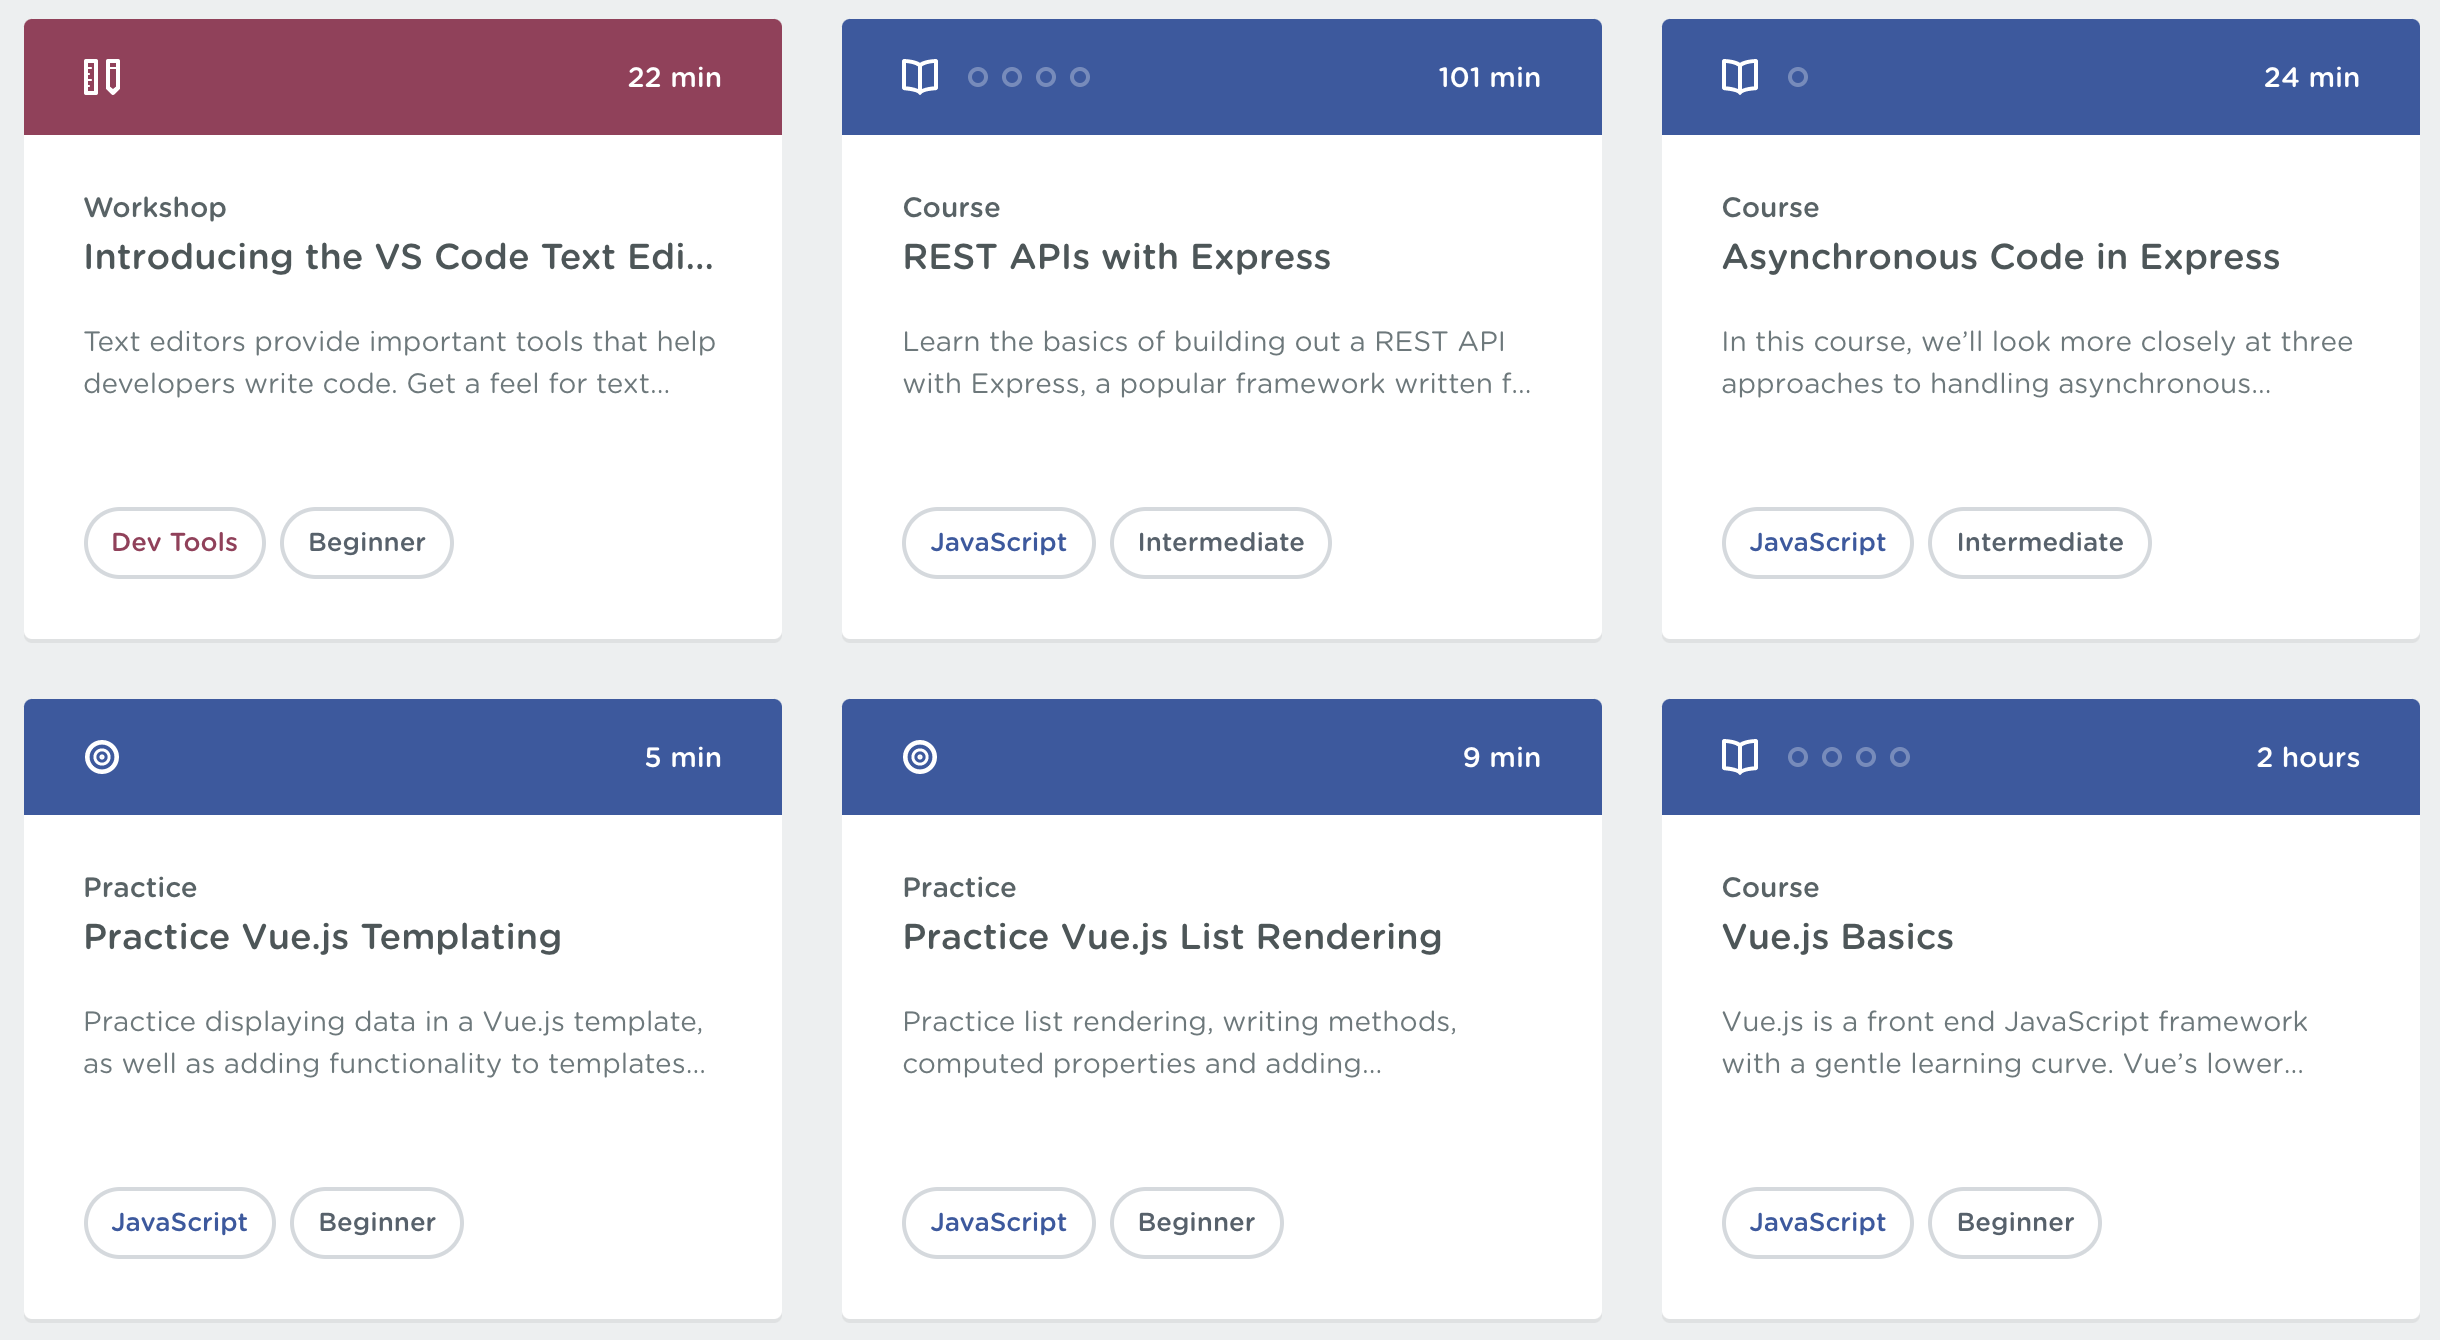 22 min
Workshop
Introducing the VS Code Text Edi...
Text editors provide important tools that help
developers write code. Get a feel for text...
Dev Tools
Beginner
101 min
Course
REST APIs with Express
Learn the basics of building out a REST API
with Express, a popular framework written f...
JavaScript
Intermediate
24 min
Course
Asynchronous Code in Express
In this course, we’ll look more closely at three
approaches to handling asynchronous...
JavaScript
Intermediate
5 min
Practice
Practice Vue.js Templating
Practice displaying data in a Vue.js template,
as well as adding functionality to templates...
JavaScript
Beginner
9 min
Practice
Practice Vue.js List Rendering
Practice list rendering, writing methods,
computed properties and adding...
JavaScript
Beginner
2 hours
Course
Vue.js Basics
Vue.js is a front end JavaScript framework
with a gentle learning curve. Vue’s lower...
JavaScript
Beginner